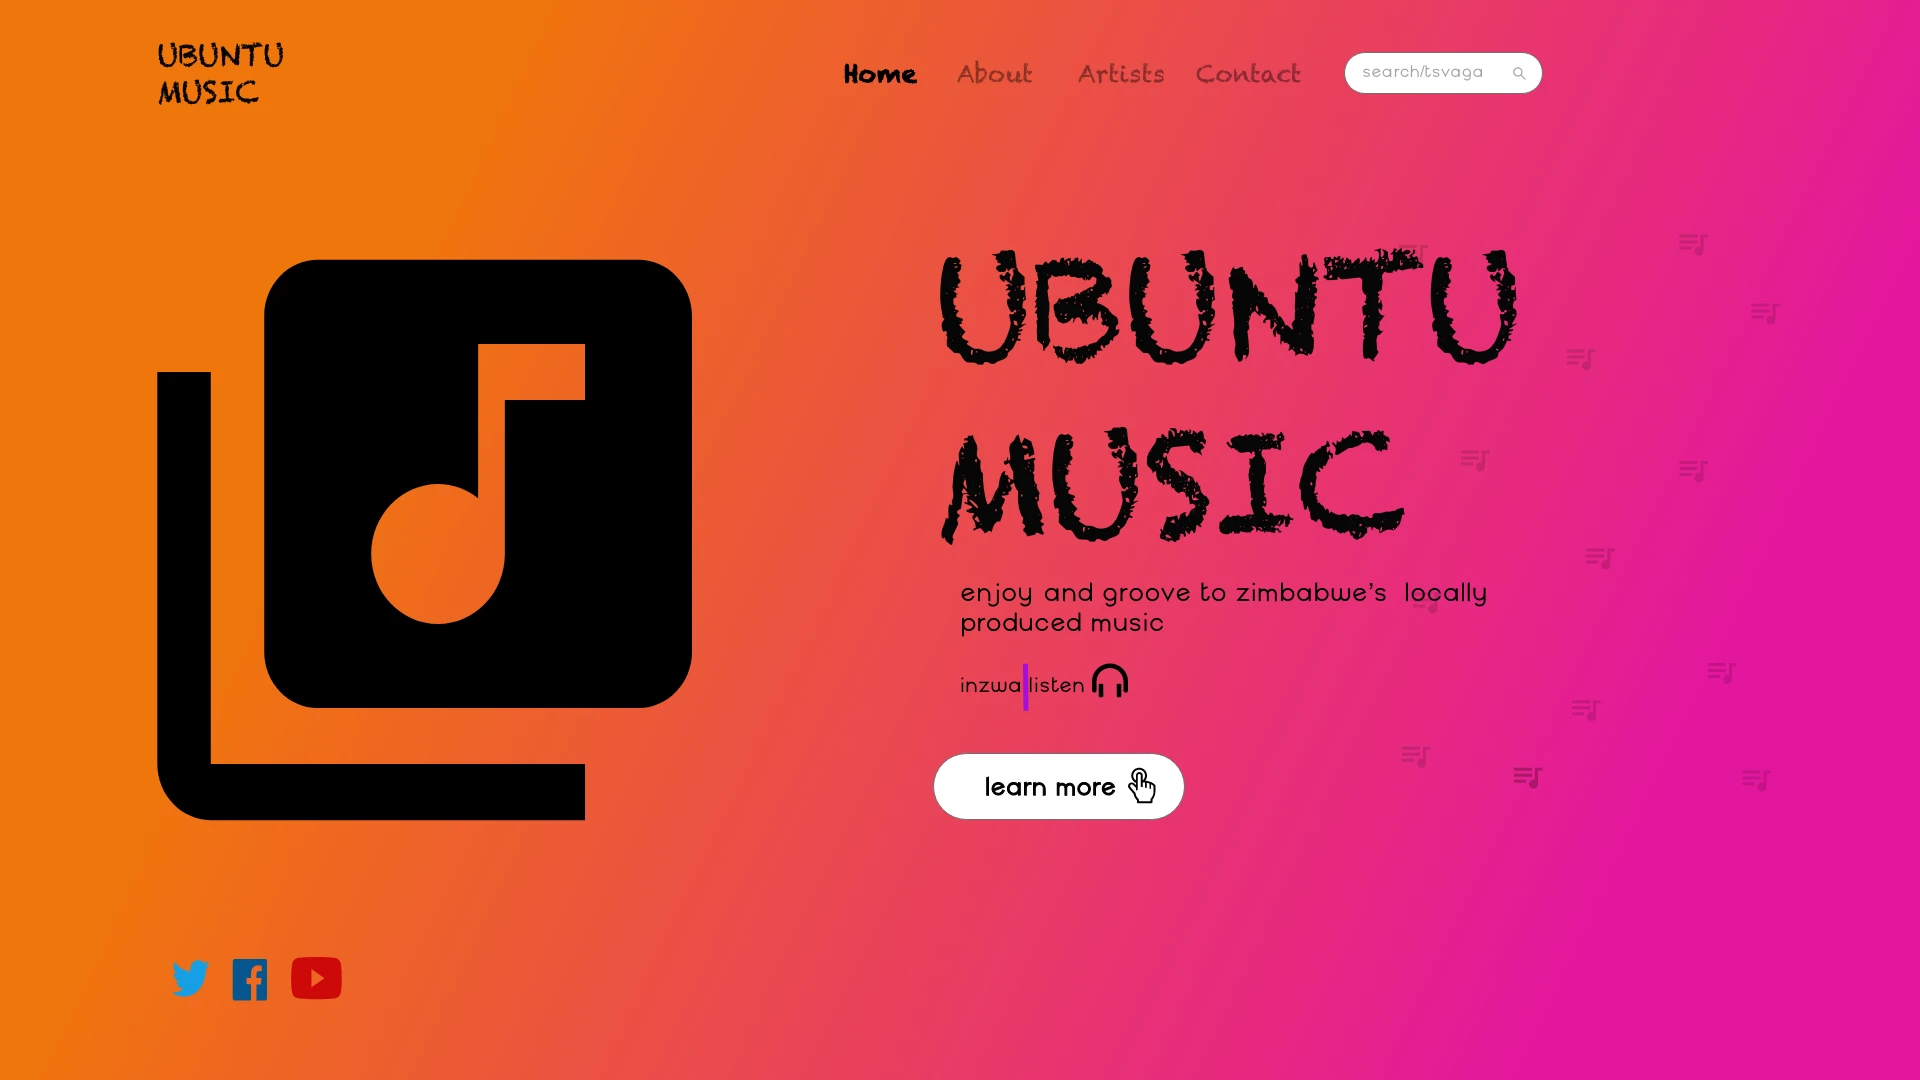 UBUNTU
MUSIC
Home About Artists Contact search/tsvaga
UBUNTU
MUSIC
enjoy and groove to zimbabwe's locally
produced music
inzwa listen
learn more